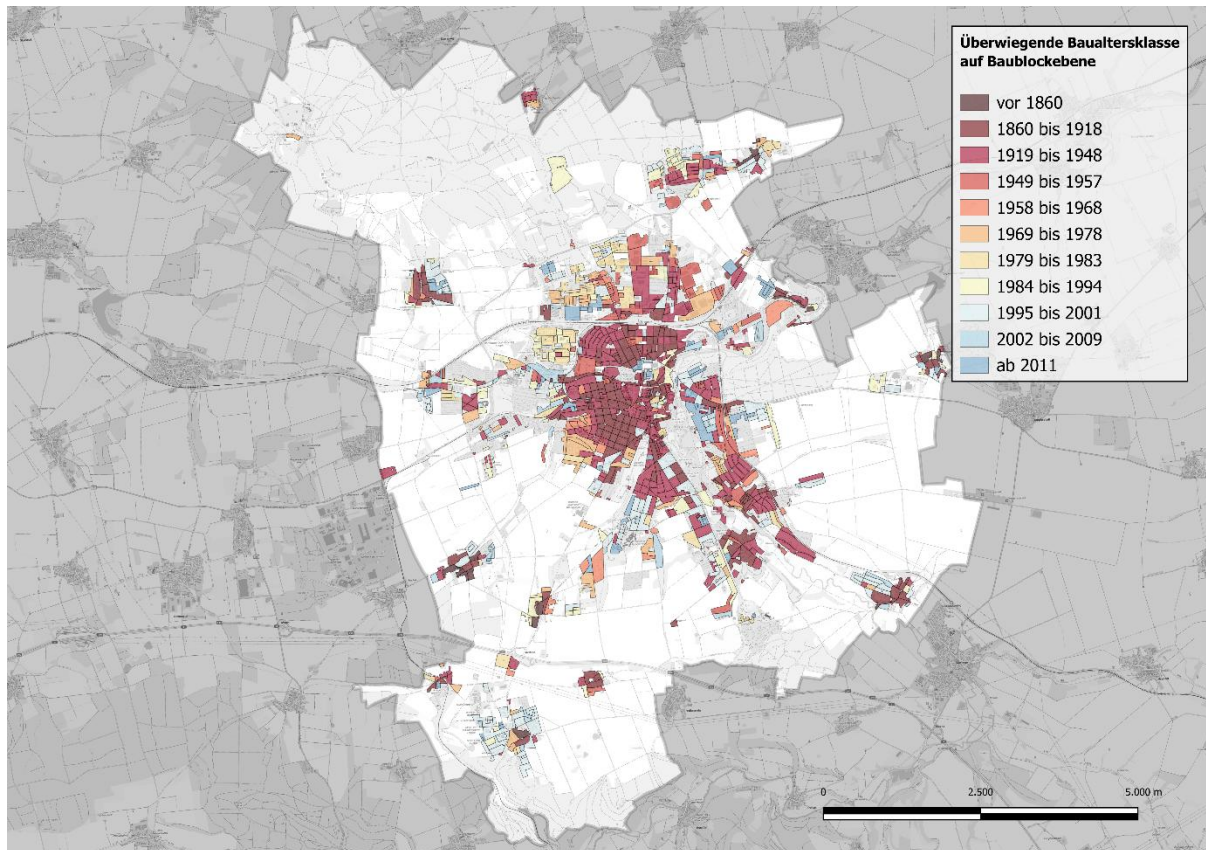 Überwiegende Baualtersklasse
auf Baublockebene
vor 1860
1860 bis 1918
1919 bis 1948
1949 bis 1957
1958 bis 1968
1969 bis 1978
1979 bis 1983
1984 bis 1994
1995 bis 2001
2002 bis 2009
ab 2011
0 2.500 5.000 m